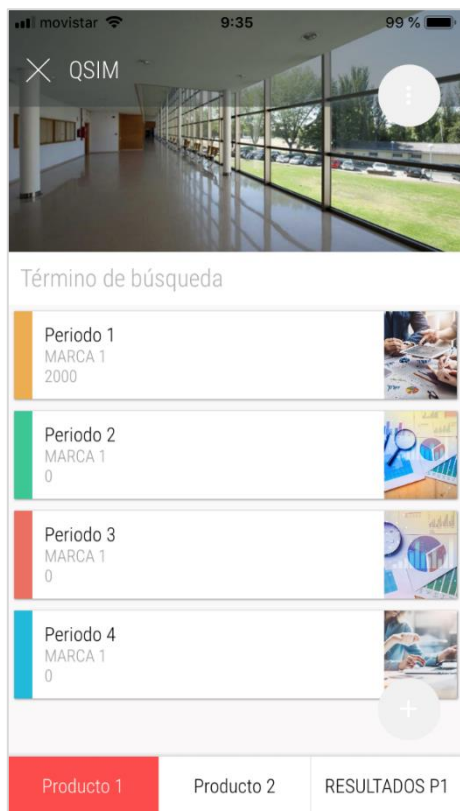 movistar 9:35 99 %
QSIM
Término de búsqueda
Periodo 1
MARCA 1
2000
Periodo 2
MARCA 1
0
Periodo 3
MARCA 1
0
Periodo 4
MARCA 1
0
Producto 1 Producto 2 RESULTADOS P1